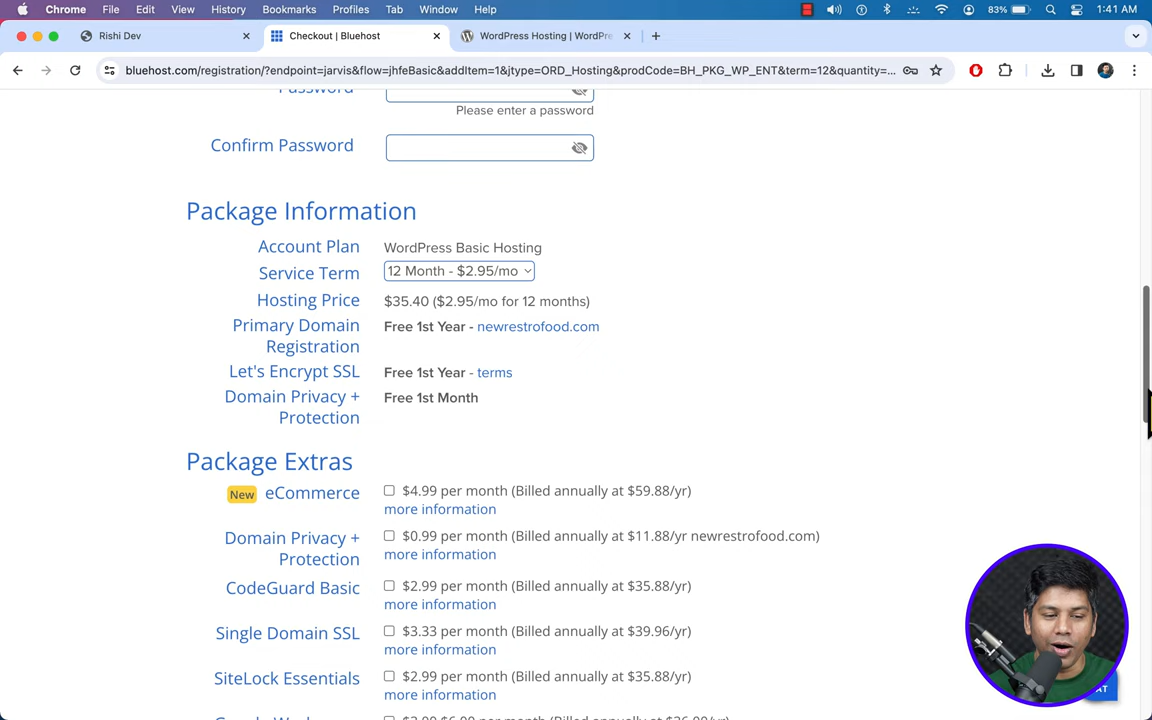 Chrome File Edit View History Bookmarks Profiles Tab Window Help 83% 1:41 AM
Rishi Dev Checkout | Bluehost WordPress Hosting | WordPre
bluehost.com/registration/?endpoint=jarvis&flow=jhfeBasic&addItem=1&jtype=ORD_Hosting&prodCode=BH_PKG_WP_ENT&term=12&quantity=...
Password
Please enter a password
Confirm Password
Package Information
Account Plan WordPress Basic Hosting
Service Term 12 Month - $2.95/mo
Hosting Price $35.40 ($2.95/mo for 12 months)
Primary Domain Registration Free 1st Year - newrestrofood.com
Let's Encrypt SSL Free 1st Year - terms
Domain Privacy + Protection Free 1st Month
Package Extras
New eCommerce $4.99 per month (Billed annually at $59.88/yr)
more information
Domain Privacy + Protection $0.99 per month (Billed annually at $11.88/yr newrestrofood.com)
more information
CodeGuard Basic $2.99 per month (Billed annually at $35.88/yr)
more information
Single Domain SSL $3.33 per month (Billed annually at $39.96/yr)
more information
SiteLock Essentials $2.99 per month (Billed annually at $35.88/yr)
more information